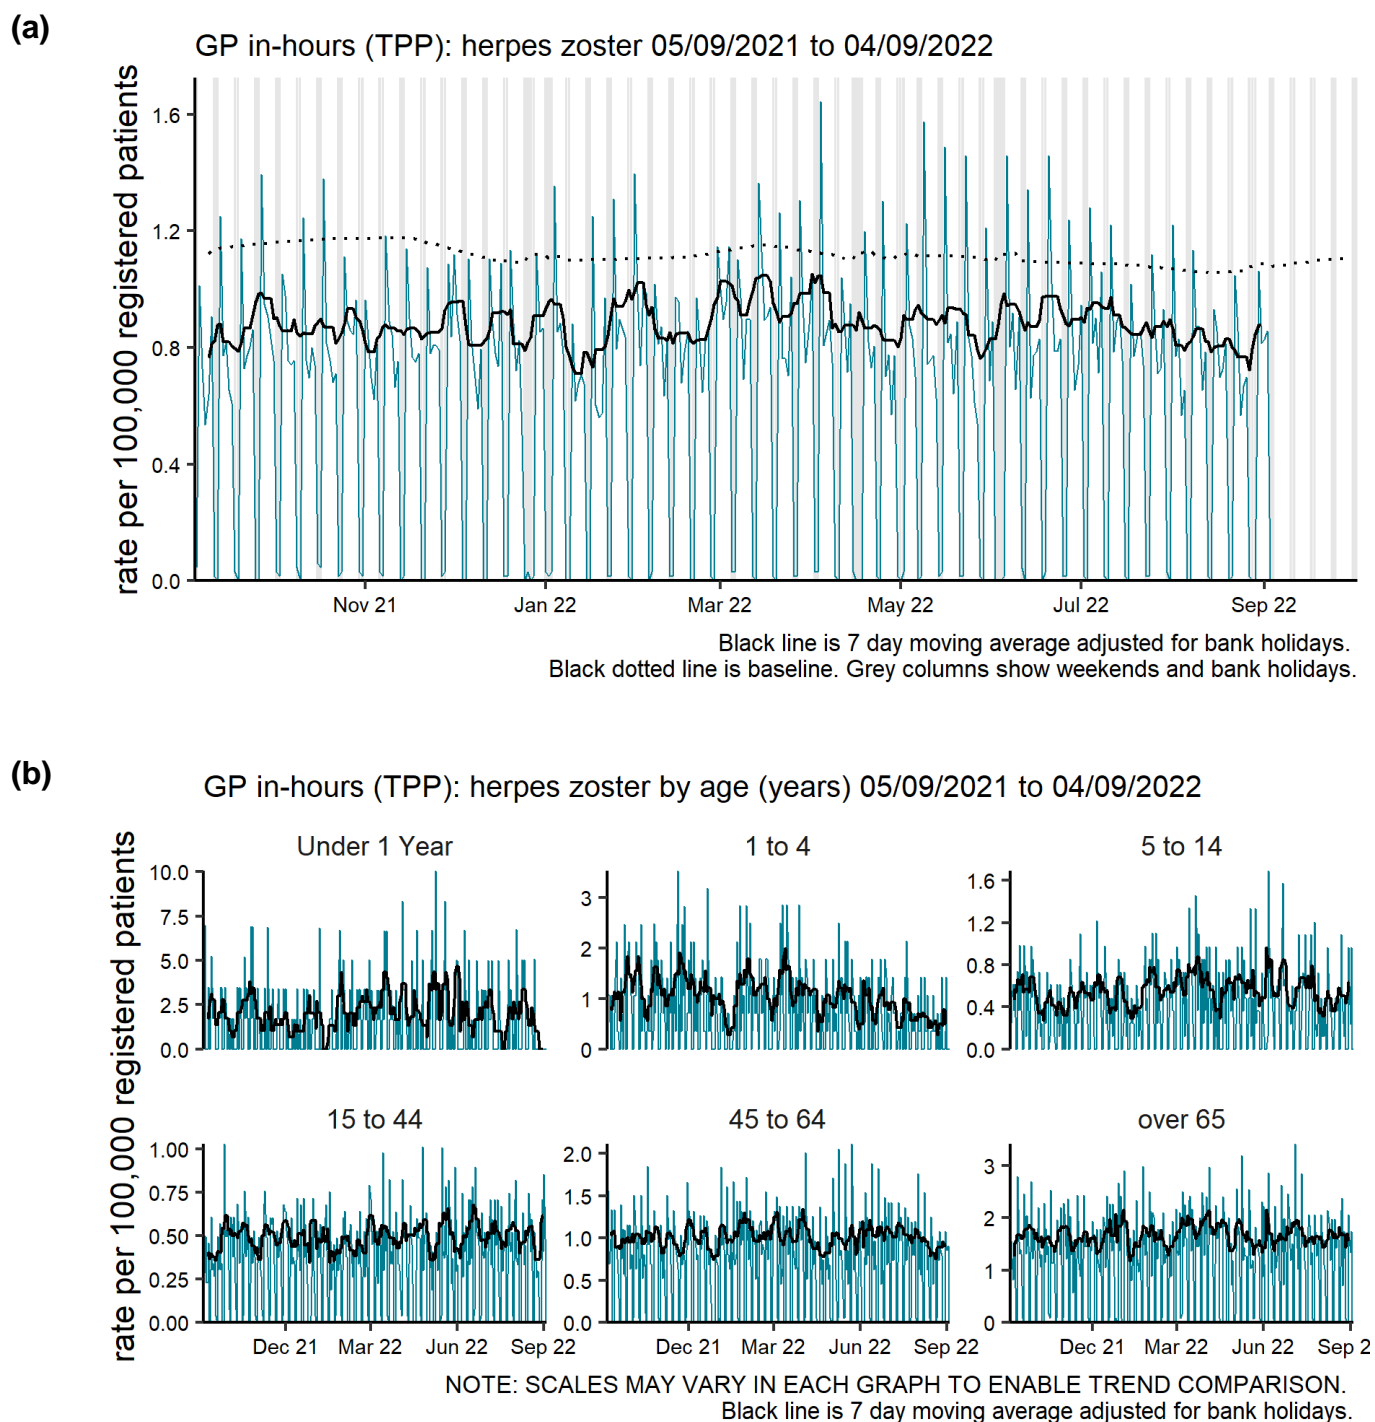 (a)
GP in-hours (TPP): herpes zoster 05/09/2021 to 04/09/2022
rate per 100,000 registered patients
1.6
1.2
0.8
0.4
0.0
Nov 21 Jan 22 Mar 22 May 22 Jul 22 Sep 22
Black line is 7 day moving average adjusted for bank holidays.
Black dotted line is baseline. Grey columns show weekends and bank holidays.
(b)
GP in-hours (TPP): herpes zoster by age (years) 05/09/2021 to 04/09/2022
rate per 100,000 registered patients
Under 1 Year
10.0
7.5
5.0
2.5
0.0
1 to 4
3
2
1
0
5 to 14
1.6
1.2
0.8
0.4
0.0
15 to 44
1.00
0.75
0.50
0.25
0.00
Dec 21 Mar 22 Jun 22 Sep 22
45 to 64
2.0
1.5
1.0
0.5
0.0
Dec 21 Mar 22 Jun 22 Sep 22
over 65
3
2
1
0
Dec 21 Mar 22 Jun 22 Sep 2
NOTE: SCALES MAY VARY IN EACH GRAPH TO ENABLE TREND COMPARISON.
Black line is 7 day moving average adjusted for bank holidays.